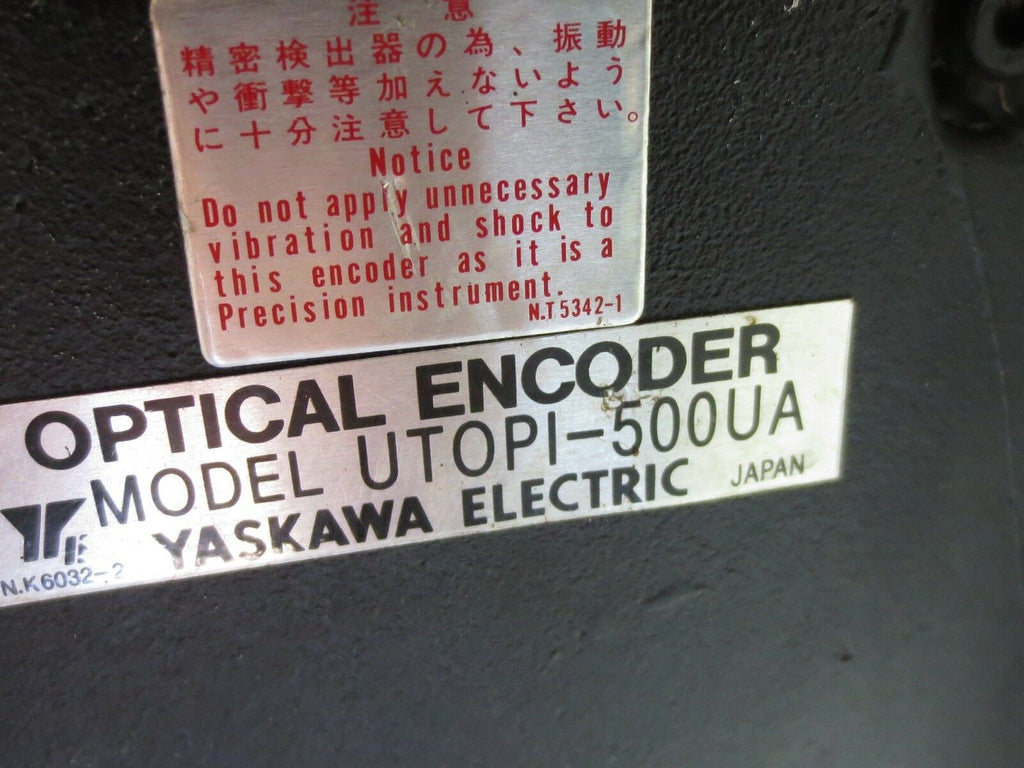 注意
精密検出器の為、振動
や衝撃等加えないよう
に十分注意して下さい。
Notice
Do not apply unnecessary
vibration and shock to
this encoder as it is a
Precision instrument.
N.T5342-1
OPTICAL ENCODER
MODEL UTOPI-500UA
YASKAWA ELECTRIC JAPAN
N.K6032-2